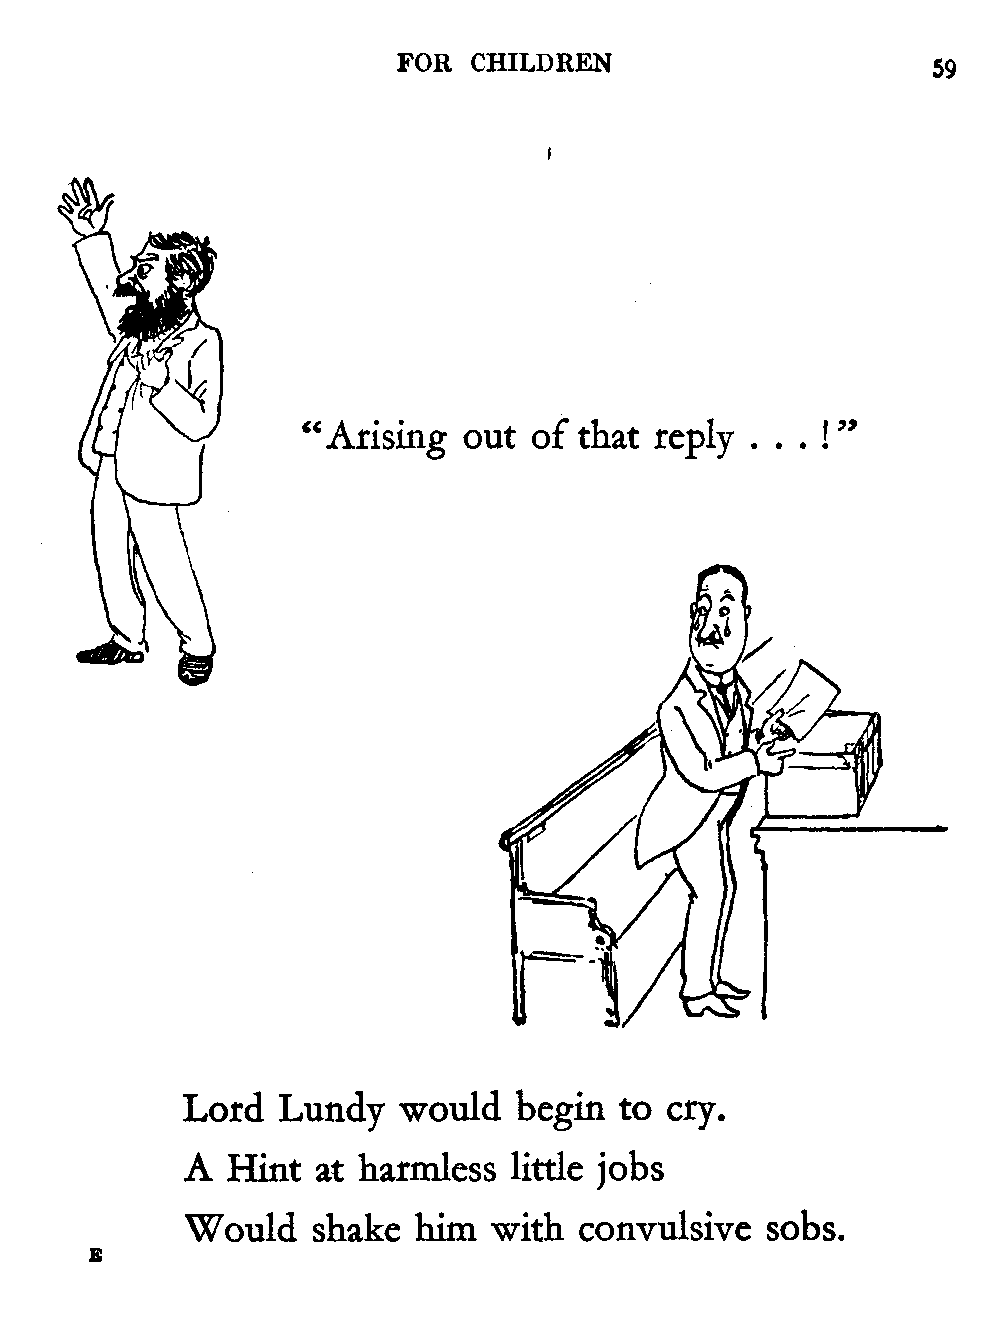 FOR CHILDREN
59
“Arising out of that reply . . . !”
Lord Lundy would begin to cry.
A Hint at harmless little jobs
Would shake him with convulsive sobs.
E